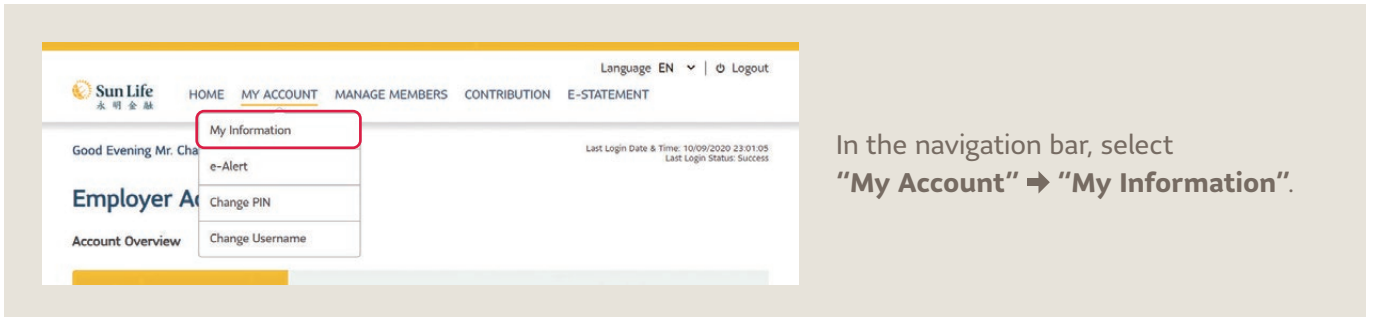 Language EN | Logout
Sun Life
永明金融
HOME MY ACCOUNT MANAGE MEMBERS CONTRIBUTION E-STATEMENT
My Information
Good Evening Mr. Cha
Last Login Date & Time: 10/09/2020 23:01:05
Last Login Status: Success
e-Alert
Employer Ac
Change PIN
Account Overview
Change Username
In the navigation bar, select
“My Account” ➡ “My Information”.